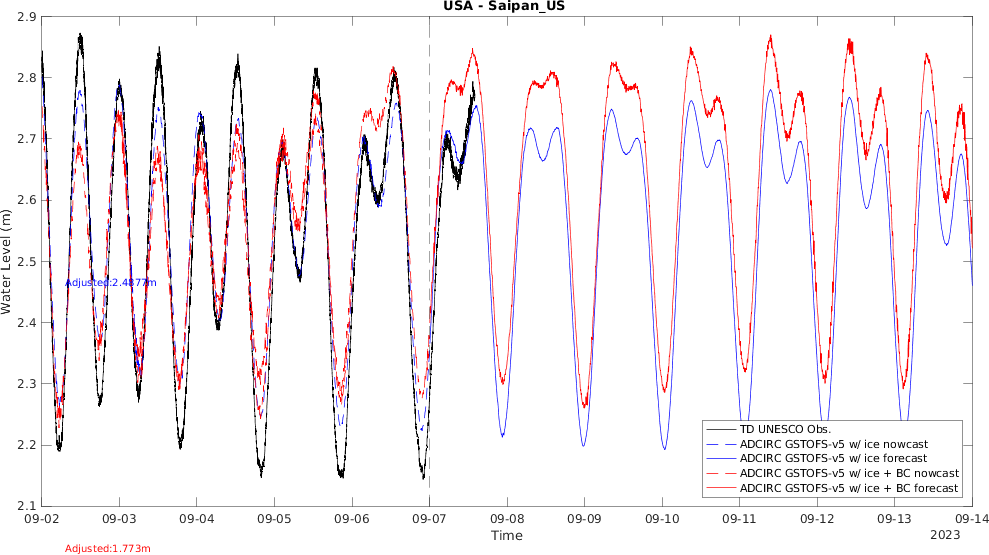 USA - Saipan_US
2.9
2.8
2.7
2.6
2.5
2.4
2.3
2.2
2.1
Water Level (m)
Adjusted:2.4877m
TD UNESCO Obs.
ADCIRC GSTOFS-v5 w/ ice nowcast
ADCIRC GSTOFS-v5 w/ ice forecast
ADCIRC GSTOFS-v5 w/ ice + BC nowcast
ADCIRC GSTOFS-v5 w/ ice + BC forecast
09-02 09-03 09-04 09-05 09-06 09-07 09-08 09-09 09-10 09-11 09-12 09-13 09-14
Time
2023
Adjusted:1.773m